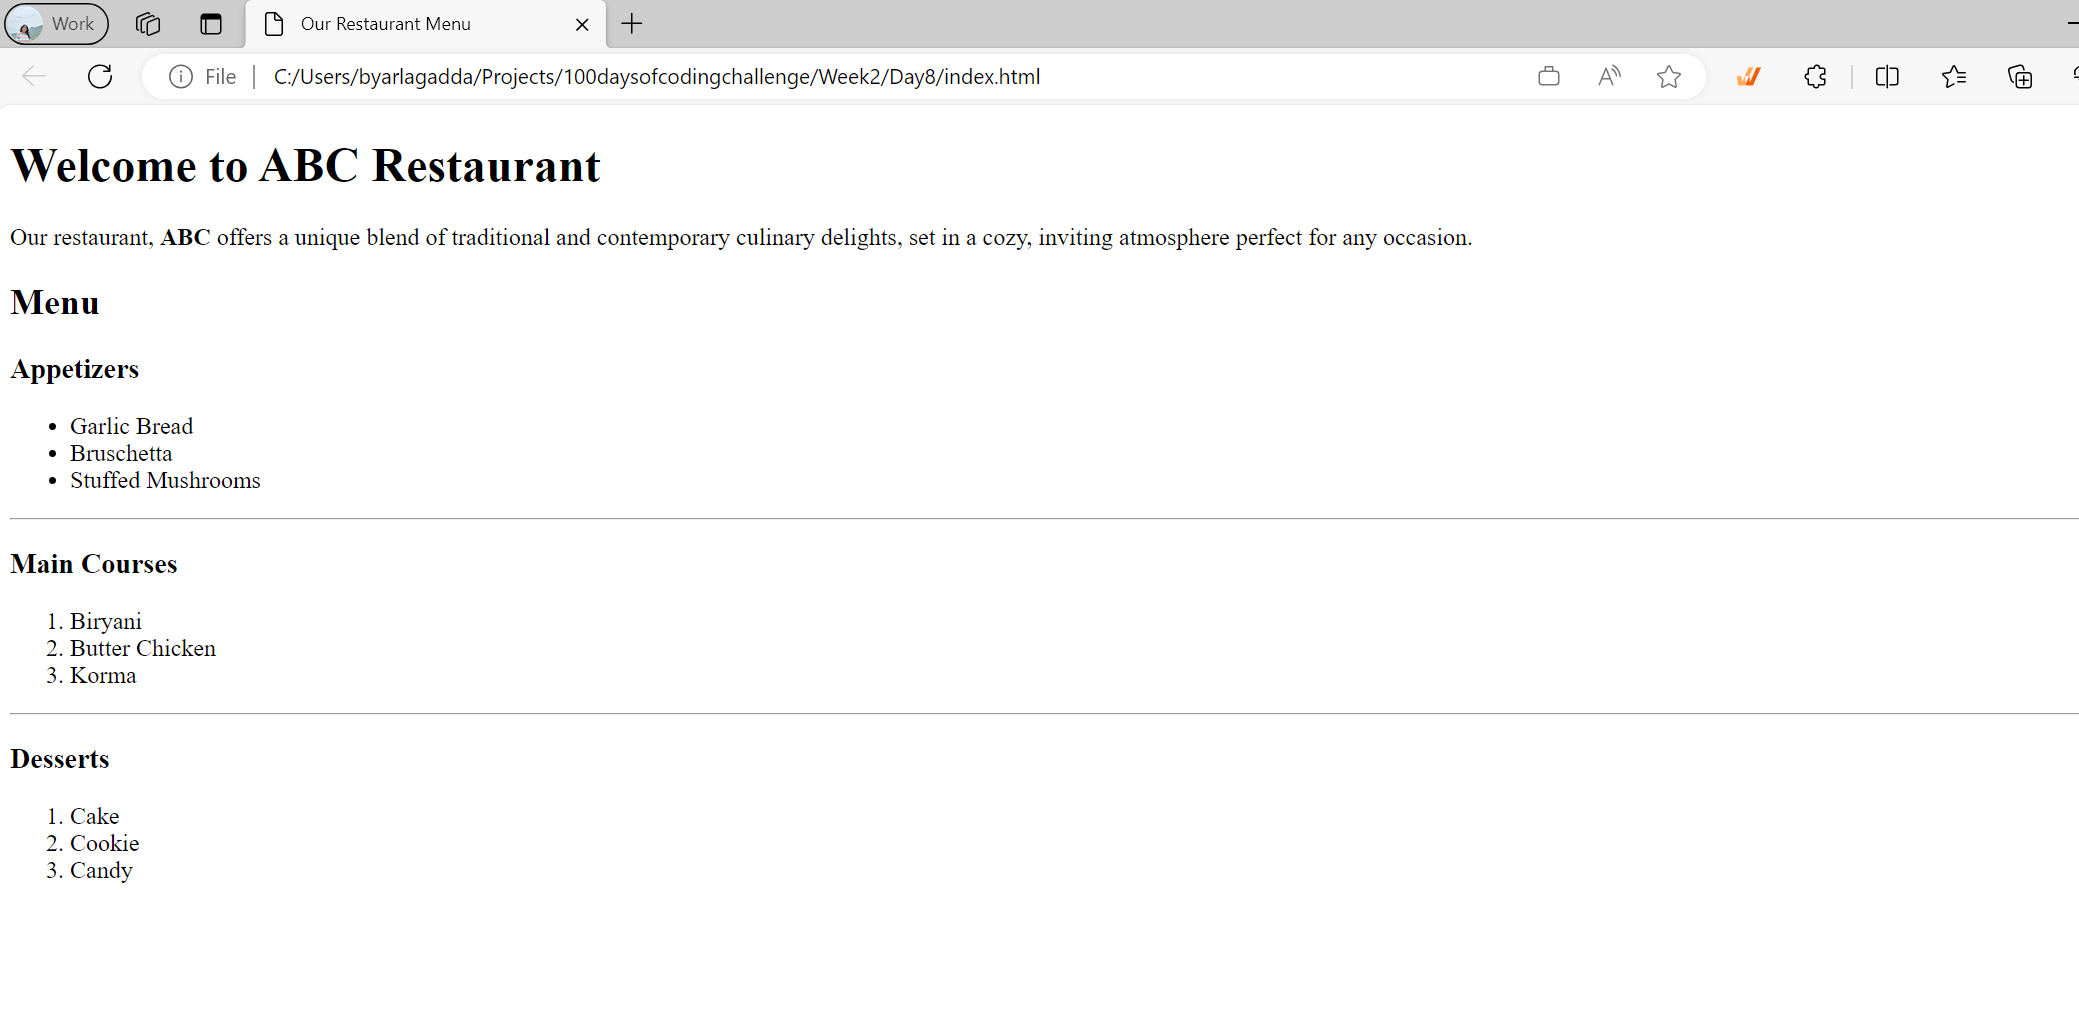 Work
Our Restaurant Menu
File
C:/Users/byarlagadda/Projects/100daysofcodingchallenge/Week2/Day8/index.html
Welcome to ABC Restaurant
Our restaurant, ABC offers a unique blend of traditional and contemporary culinary delights, set in a cozy, inviting atmosphere perfect for any occasion.
Menu
Appetizers
• Garlic Bread
• Bruschetta
• Stuffed Mushrooms
Main Courses
1. Biryani
2. Butter Chicken
3. Korma
Desserts
1. Cake
2. Cookie
3. Candy